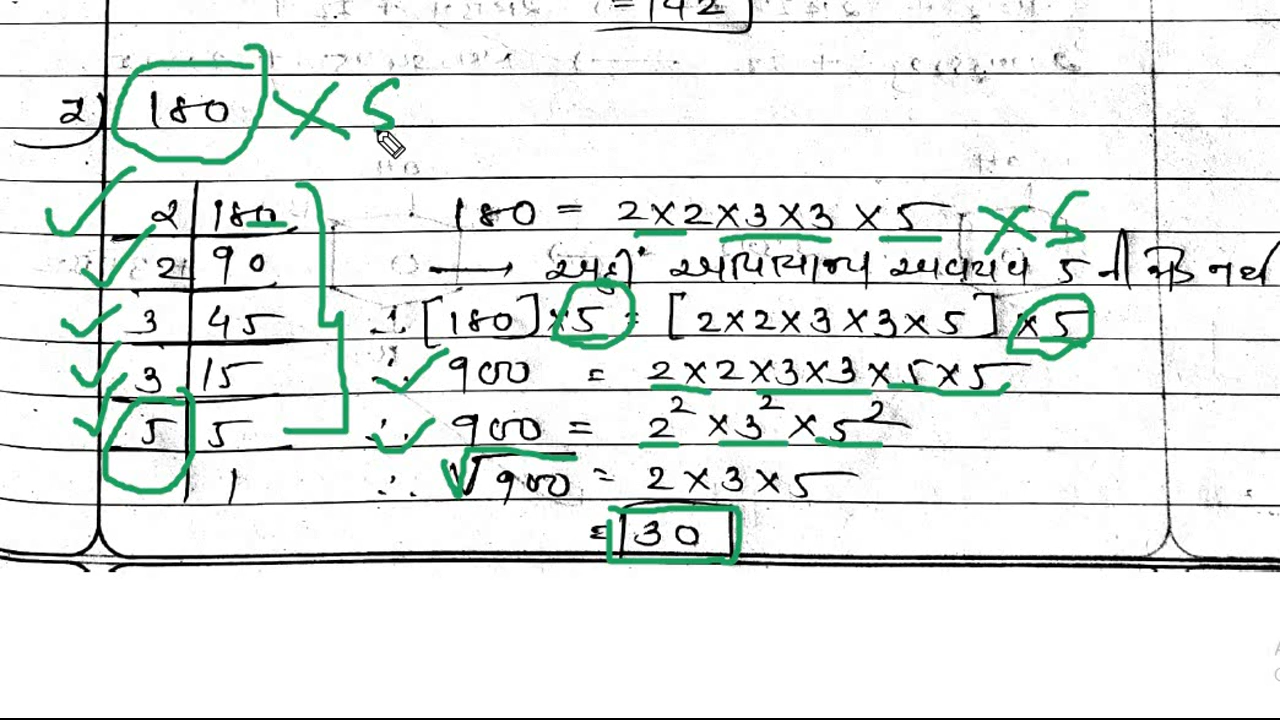 = 142
2) 180 × 5
2 | 180
2 | 90
3 | 45
3 | 15
5 | 5
1
180 = 2×2×3×3×5 ×5
→ અહીં અવિભાજ્ય અવયવ 5 ની
∴ [180]×5 = [2×2×3×3×5]×5
∴ 900 = 2×2×3×3×5×5
∴ 900 = 2² × 3² × 5²
∴ √900 = 2×3×5
= 30